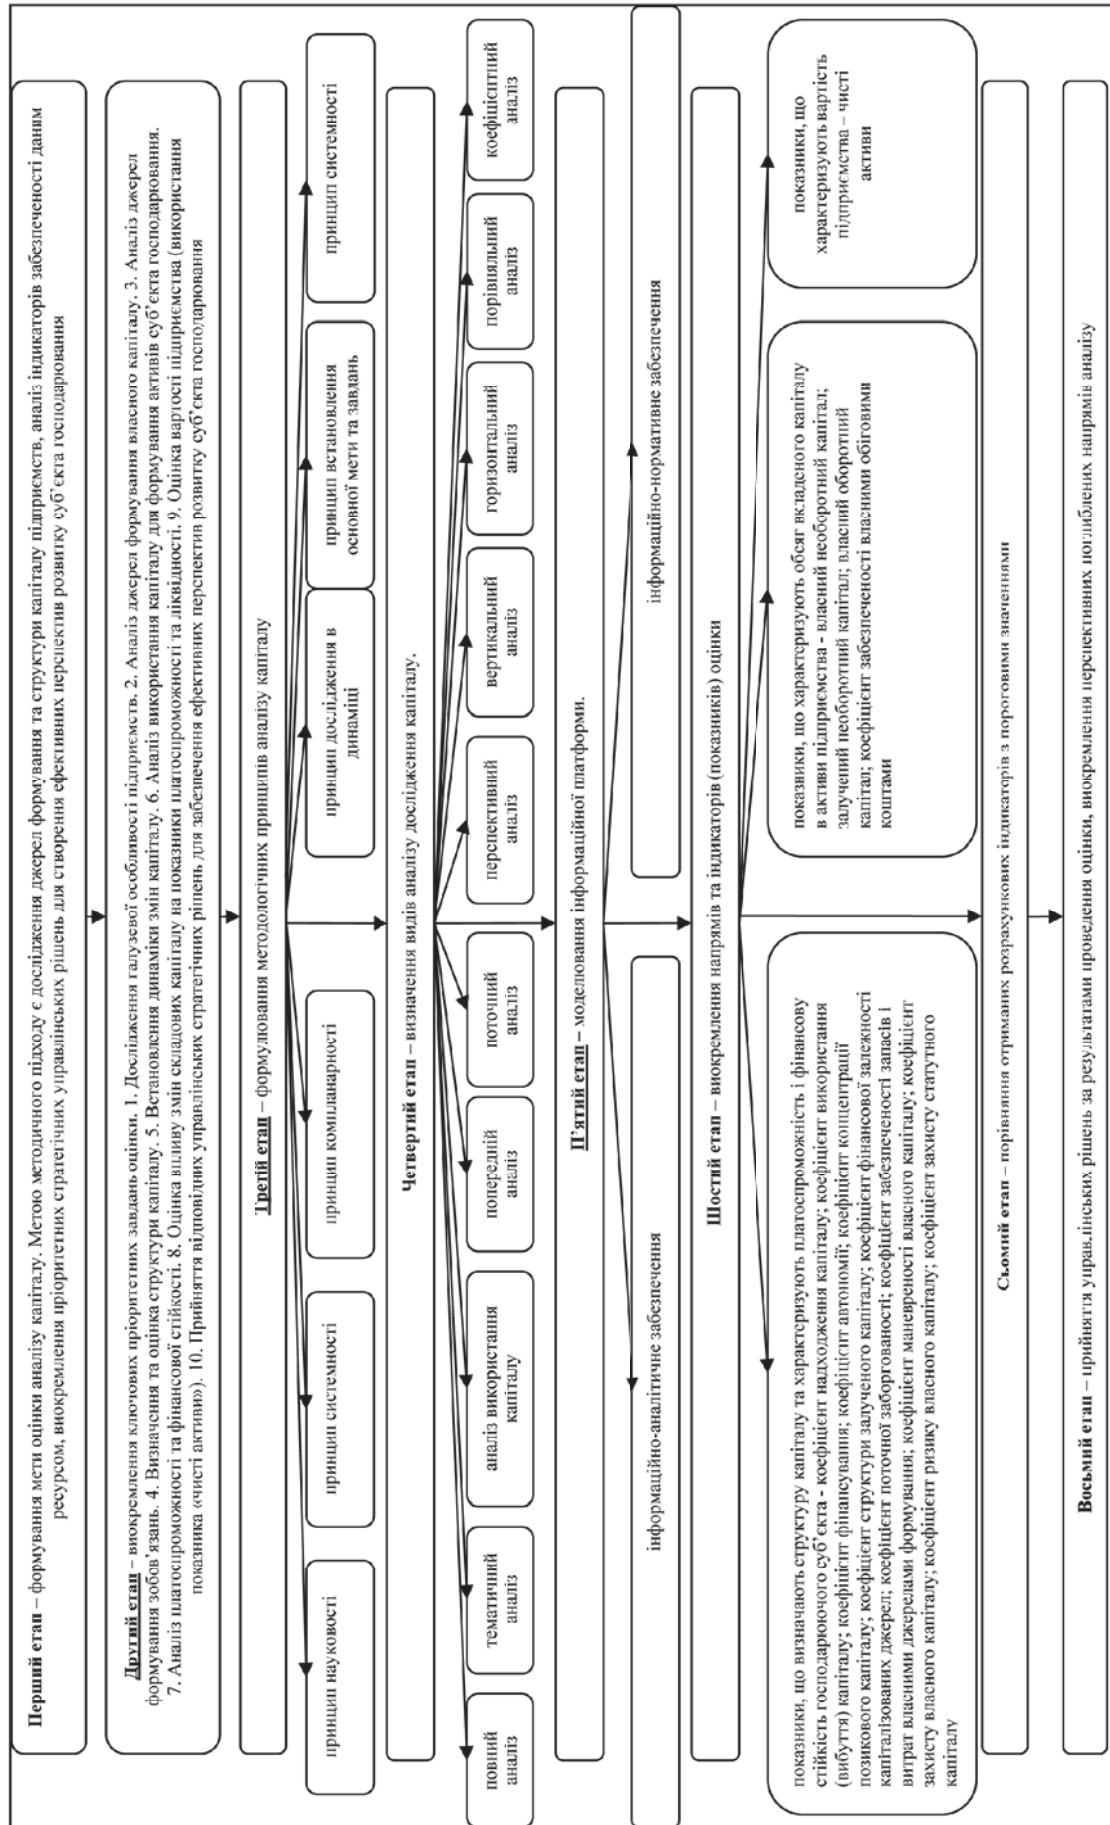 Перший етап – формування мети оцінки аналізу капіталу. Метою методичного підходу є дослідження джерел формування та структури капіталу підприємств, аналіз індикаторів забезпеченості даним
ресурсом, виокремлення пріоритетних стратегічних управлінських рішень для створення ефективних перспектив розвитку суб’єкта господарювання
Другий етап – виокремлення ключових пріоритетних завдань оцінки. 1. Дослідження галузевої особливості підприємств. 2. Аналіз джерел формування власного капіталу. 3. Аналіз джерел
формування зобов’язань. 4. Визначення та оцінка структури капіталу. 5. Встановлення динаміки змін капіталу. 6. Аналіз використання капіталу для формування активів суб’єкта господарювання.
7. Аналіз платоспроможності та фінансової стійкості. 8. Оцінка впливу змін складових капіталу на показники платоспроможності та ліквідності. 9. Оцінка вартості підприємства (використання
показника «чисті активи»). 10. Прийняття відповідних управлінських стратегічних рішень для забезпечення ефективних перспектив розвитку суб’єкта господарювання
Третій етап – формулювання методологічних принципів аналізу капіталу
принцип науковості
принцип системності
принцип компланарності
принцип дослідження в
динаміці
принцип встановлення
основної мети та завдань
принцип системності
Четвертий етап – визначення видів аналізу дослідження капіталу.
повний
аналіз
тематичний
аналіз
аналіз використання
капіталу
попередній
аналіз
поточний
аналіз
перспективний
аналіз
вертикальний
аналіз
горизонтальний
аналіз
порівняльний
аналіз
коефіцієнтний
аналіз
П’ятий етап – моделювання інформаційної платформи.
інформаційно-аналітичне забезпечення
інформаційно-нормативне забезпечення
Шостий етап – виокремлення напрямів та індикаторів (показників) оцінки
показники, що визначають структуру капіталу та характеризують платоспроможність і фінансову
стійкість господарюючого суб’єкта - коефіцієнт надходження капіталу; коефіцієнт використання
(вибуття) капіталу; коефіцієнт фінансування; коефіцієнт автономії; коефіцієнт концентрації
позикового капіталу; коефіцієнт структури залученого капіталу; коефіцієнт фінансової залежності
капіталізованих джерел; коефіцієнт поточної заборгованості; коефіцієнт забезпеченості запасів і
витрат власними джерелами формування; коефіцієнт маневреності власного капіталу; коефіцієнт
захисту власного капіталу; коефіцієнт ризику власного капіталу; коефіцієнт захисту статутного
капіталу
показники, що характеризують обсяг вкладеного капіталу
в активи підприємства - власний необоротний капітал;
залучений необоротний капітал; власний оборотний
капітал; коефіцієнт забезпеченості власними обіговими
коштами
показники, що
характеризують вартість
підприємства – чисті
активи
Сьомий етап – порівняння отриманих розрахункових індикаторів з пороговими значеннями
Восьмий етап – прийняття управлінських рішень за результатами проведення оцінки, виокремлення перспективних поглиблених напрямів аналізу